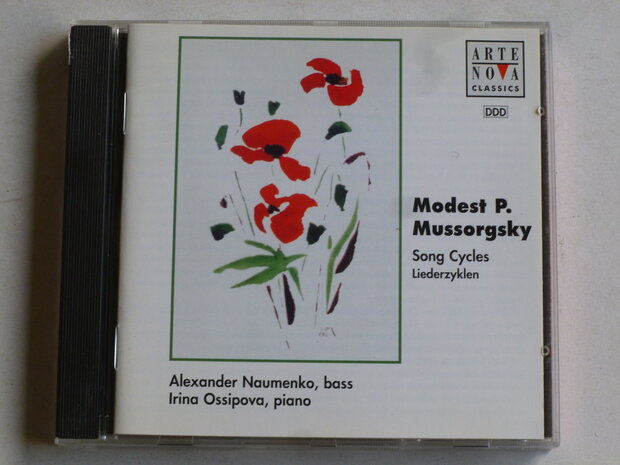 ARTE
NOVA
CLASSICS
DDD
Modest P.
Mussorgsky
Song Cycles
Liederzyklen
Alexander Naumenko, bass
Irina Ossipova, piano